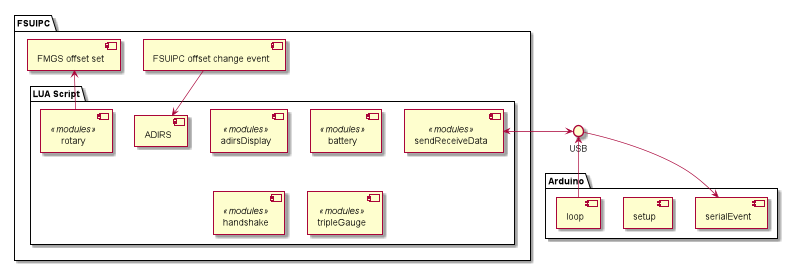 FSUIPC
FMGS offset set
FSUIPC offset change event
LUA Script
« modules »
rotary
ADIRS
« modules »
adirsDisplay
« modules »
battery
« modules »
sendReceiveData
USB
« modules »
handshake
« modules »
tripleGauge
Arduino
loop
setup
serialEvent